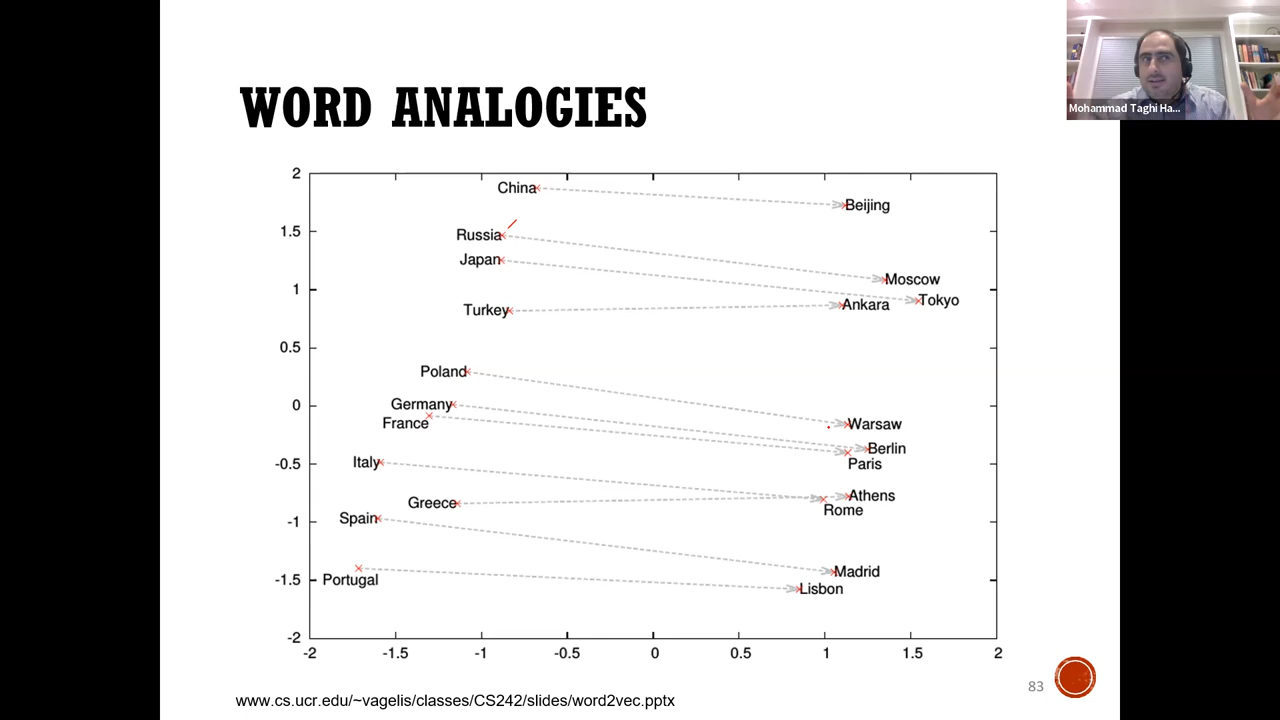 Mohammad Taghi Ha...
WORD ANALOGIES
2
China
Beijing
1.5
Russia
Japan
Moscow
1
Turkey
Ankara
Tokyo
0.5
Poland
0
Germany
France
Warsaw
Berlin
-0.5
Italy
Paris
Greece
Athens
Rome
-1
Spain
Madrid
-1.5
Portugal
Lisbon
-2
-2 -1.5 -1 -0.5 0 0.5 1 1.5 2
83
www.cs.ucr.edu/~vagelis/classes/CS242/slides/word2vec.pptx